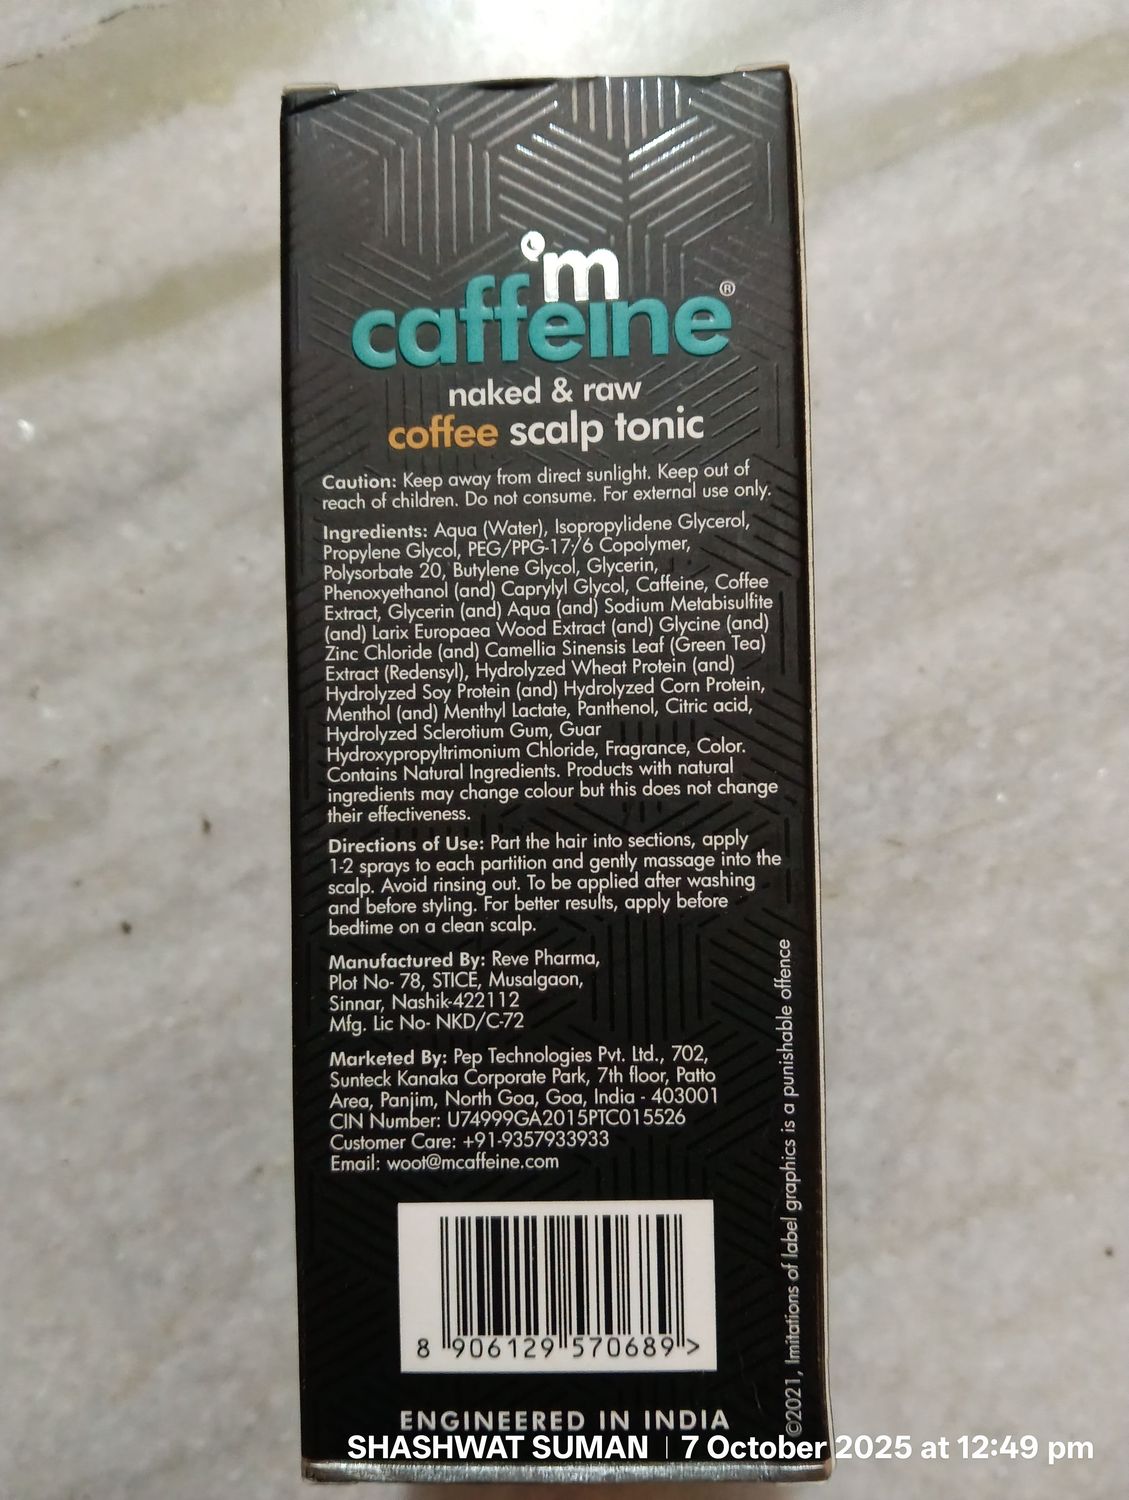 m
caffeine®
naked & raw
coffee scalp tonic
Caution: Keep away from direct sunlight. Keep out of
reach of children. Do not consume. For external use only.
Ingredients: Aqua (Water), Isopropylidene Glycerol,
Propylene Glycol, PEG/PPG-17/6 Copolymer,
Polysorbate 20, Butylene Glycol, Glycerin,
Phenoxyethanol (and) Caprylyl Glycol, Caffeine, Coffee
Extract, Glycerin (and) Aqua (and) Sodium Metabisulfite
(and) Larix Europaea Wood Extract (and) Glycine (and)
Zinc Chloride (and) Camellia Sinensis Leaf (Green Tea)
Extract (Redensyl), Hydrolyzed Wheat Protein (and)
Hydrolyzed Soy Protein (and) Hydrolyzed Corn Protein,
Menthol (and) Menthyl Lactate, Panthenol, Citric acid,
Hydrolyzed Sclerotium Gum, Guar
Hydroxypropyltrimonium Chloride, Fragrance, Color.
Contains Natural Ingredients. Products with natural
ingredients may change colour but this does not change
their effectiveness.
Directions of Use: Part the hair into sections, apply
1-2 sprays to each partition and gently massage into the
scalp. Avoid rinsing out. To be applied after washing
and before styling. For better results, apply before
bedtime on a clean scalp.
Manufactured By: Reve Pharma,
Plot No- 78, STICE, Musalgaon,
Sinnar, Nashik-422112
Mfg. Lic No- NKD/C-72
Marketed By: Pep Technologies Pvt. Ltd., 702,
Sunteck Kanaka Corporate Park, 7th floor, Patto
Area, Panjim, North Goa, Goa, India - 403001
CIN Number: U74999GA2015PTC015526
Customer Care: +91-9357933933
Email: woot@mcaffeine.com
©2021, Imitations of label graphics is a punishable offence
8 906129 570689 >
ENGINEERED IN INDIA
SHASHWAT SUMAN | 7 October 2025 at 12:49 pm